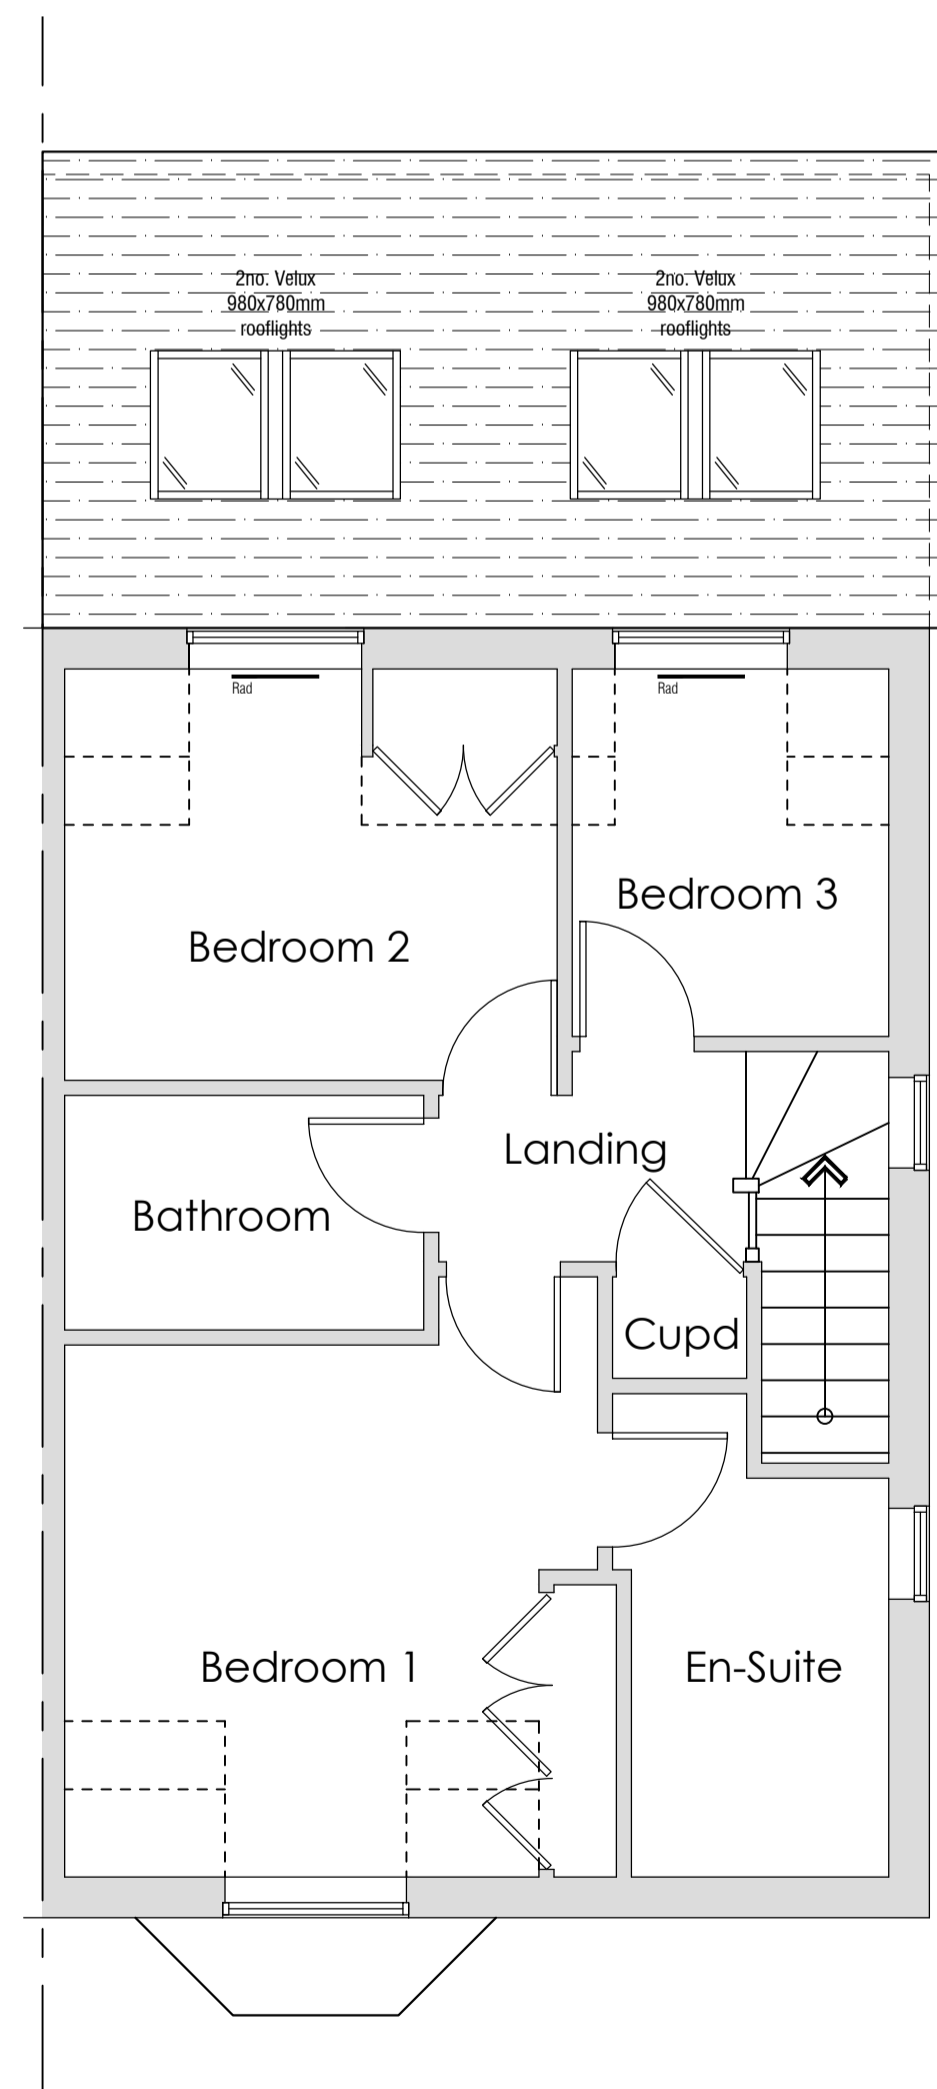 2no. Velux
980x780mm
rooflights
2no. Velux
980x780mm
rooflights
Rad
Rad
Bedroom 3
Bedroom 2
Landing
Bathroom
Cupd
Bedroom 1
En-Suite